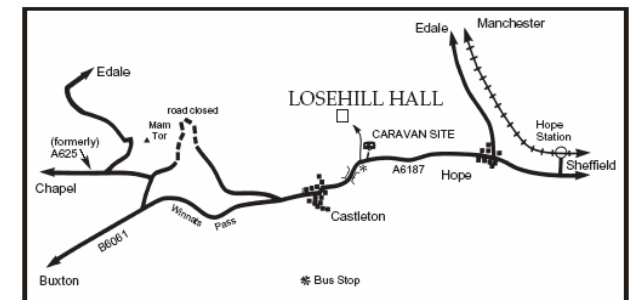 Edale
Manchester
Edale
road closed
LOSEHILL HALL
Mam
Tor
(formerly)
A625
Hope
Station
CARAVAN SITE
Sheffield
A6187
Hope
Chapel
Castleton
Winnats Pass
B6061
Buxton
Bus Stop